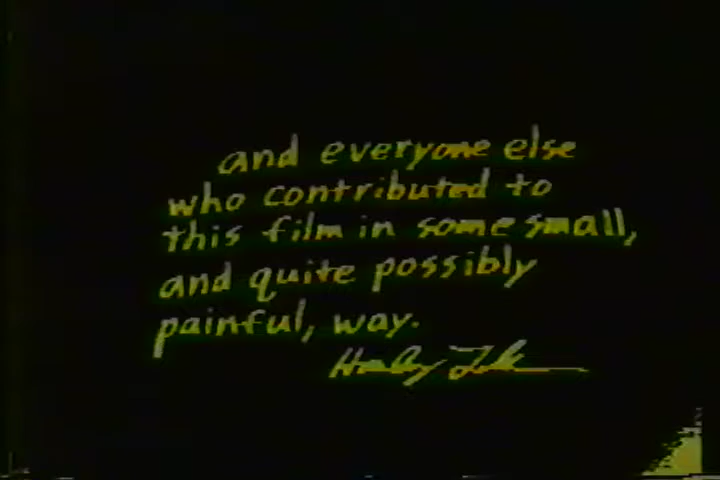 and everyone else
who contributed to
this film in some small,
and quite possibly
painful, way.